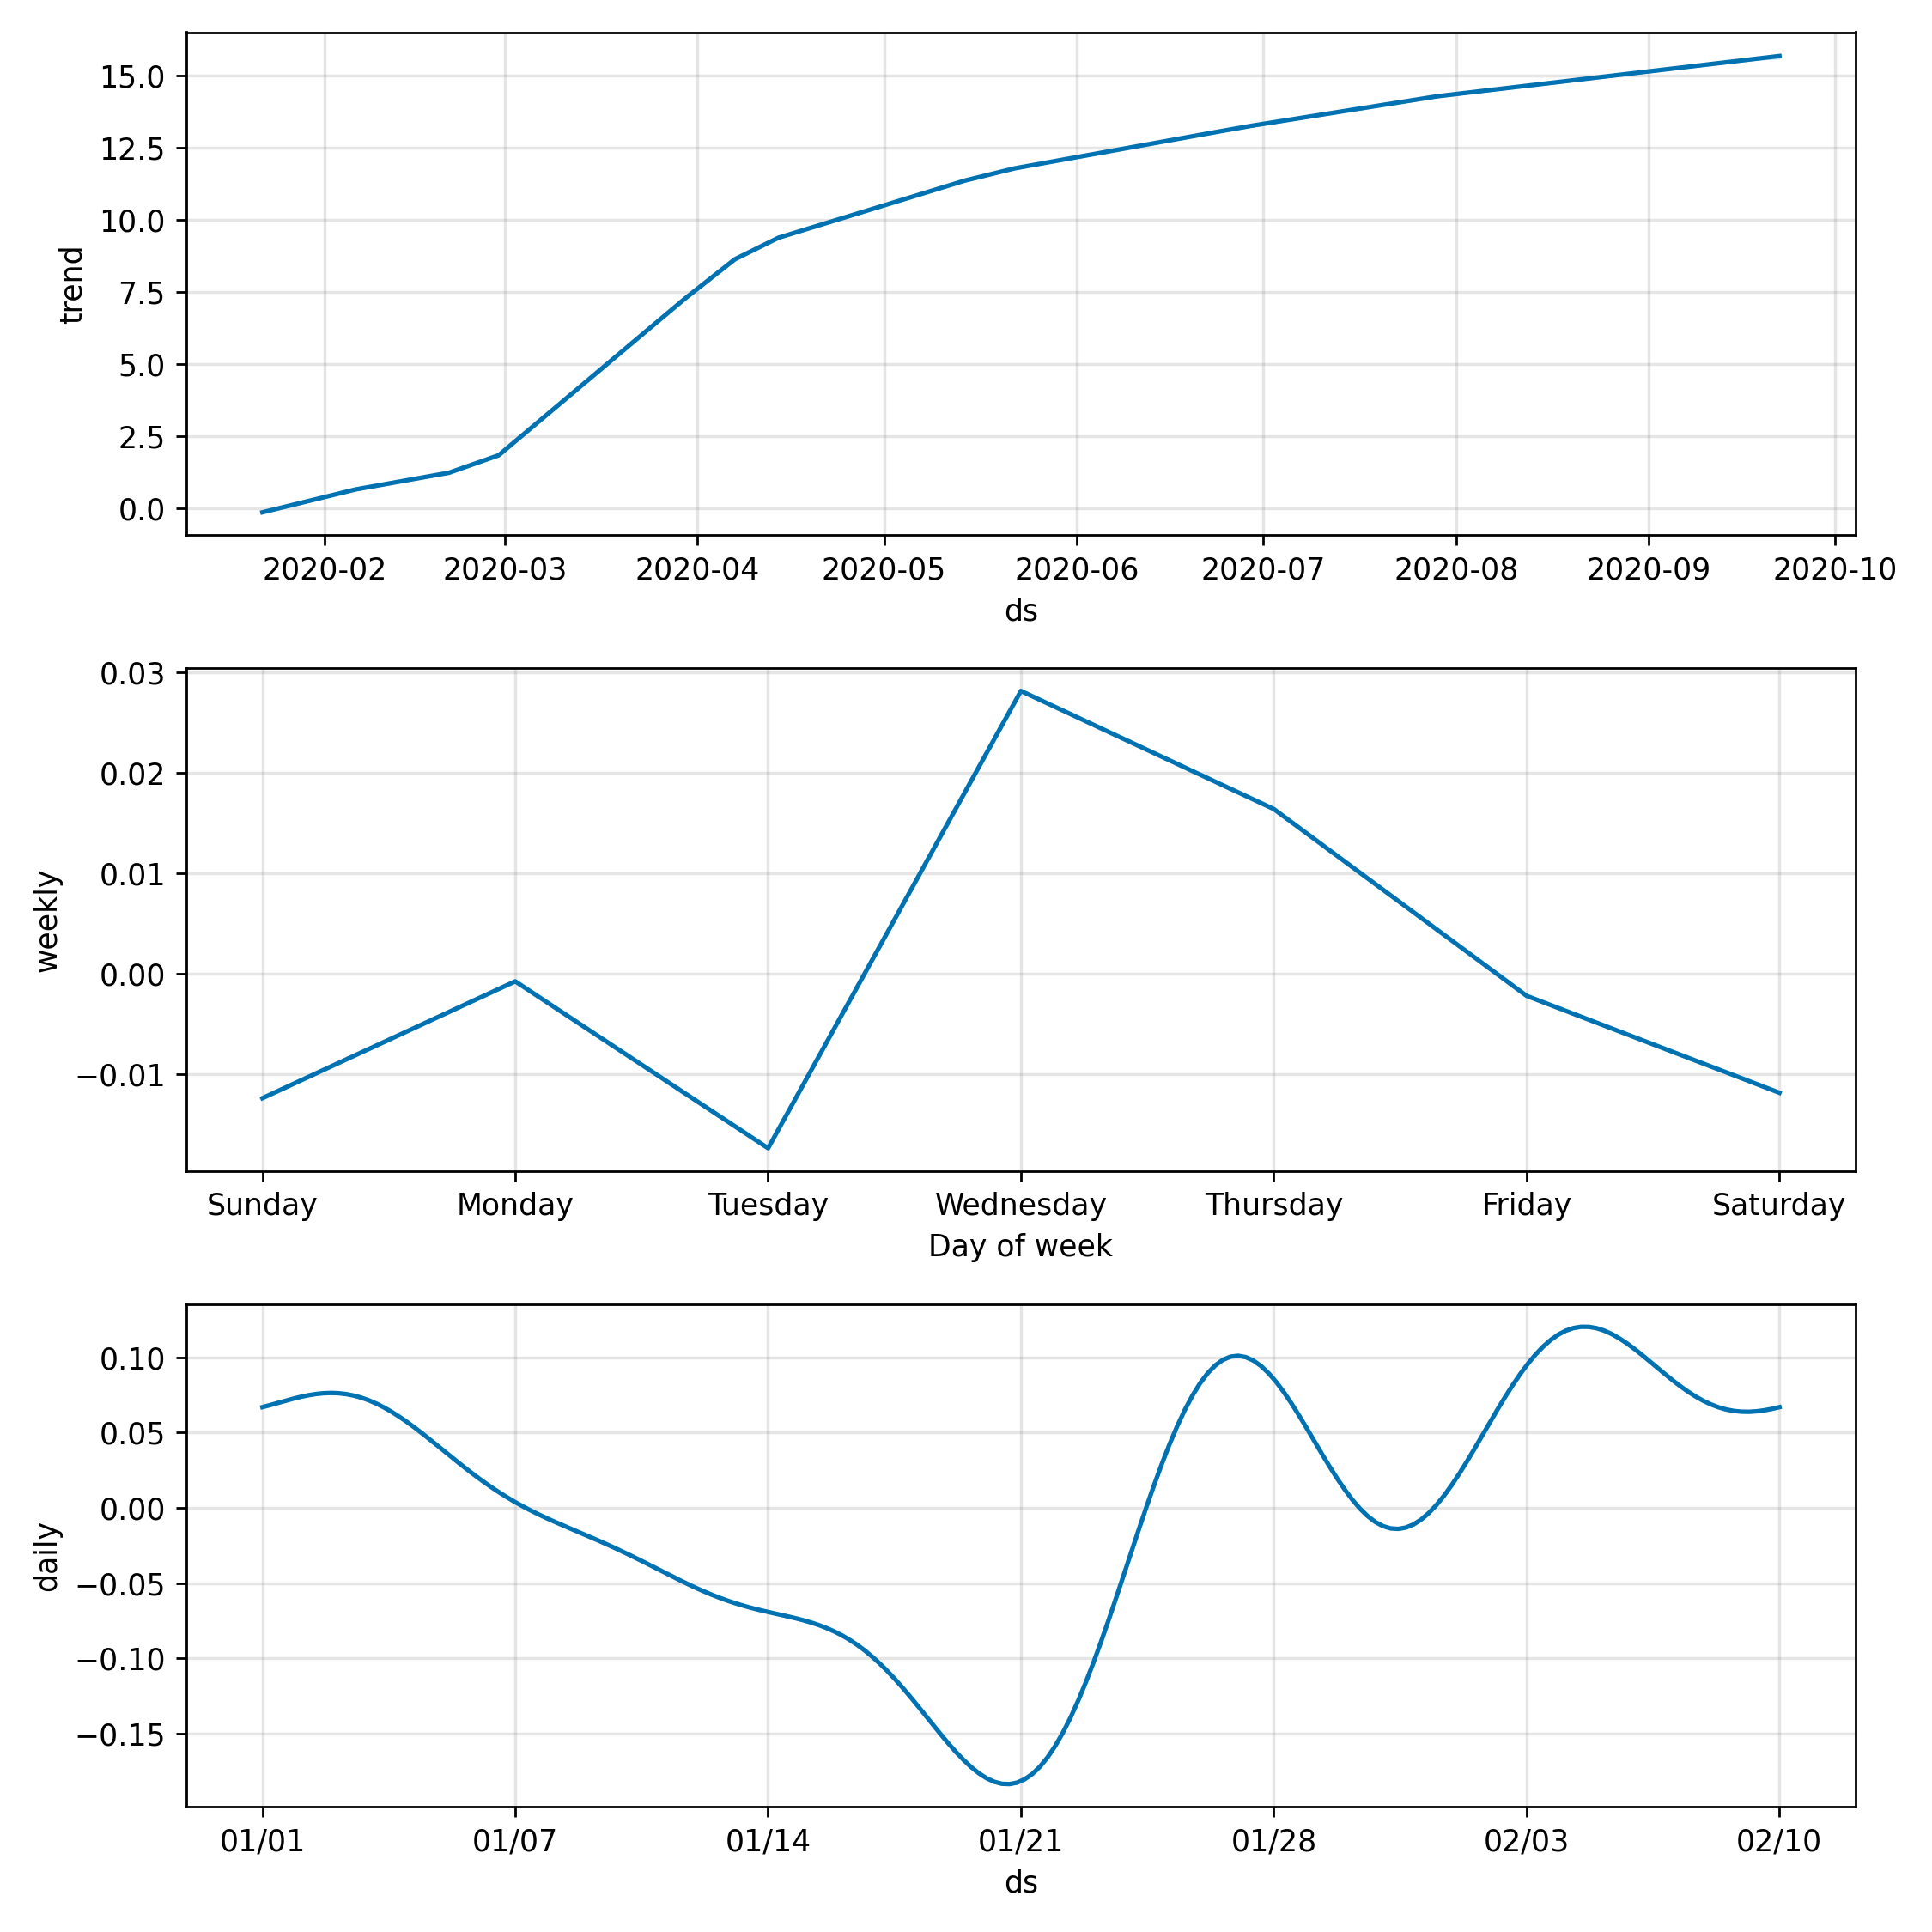 15.0
12.5
10.0
7.5
5.0
2.5
0.0
trend
2020-02 2020-03 2020-04 2020-05 2020-06 2020-07 2020-08 2020-09 2020-10
ds
0.03
0.02
0.01
0.00
−0.01
weekly
Sunday Monday Tuesday Wednesday Thursday Friday Saturday
Day of week
0.10
0.05
0.00
−0.05
−0.10
−0.15
daily
01/01 01/07 01/14 01/21 01/28 02/03 02/10
ds